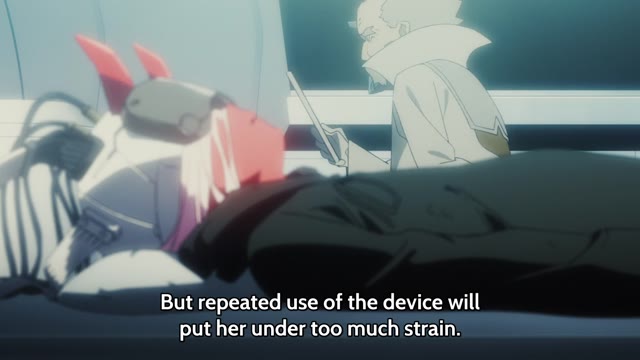 But repeated use of the device will
put her under too much strain.